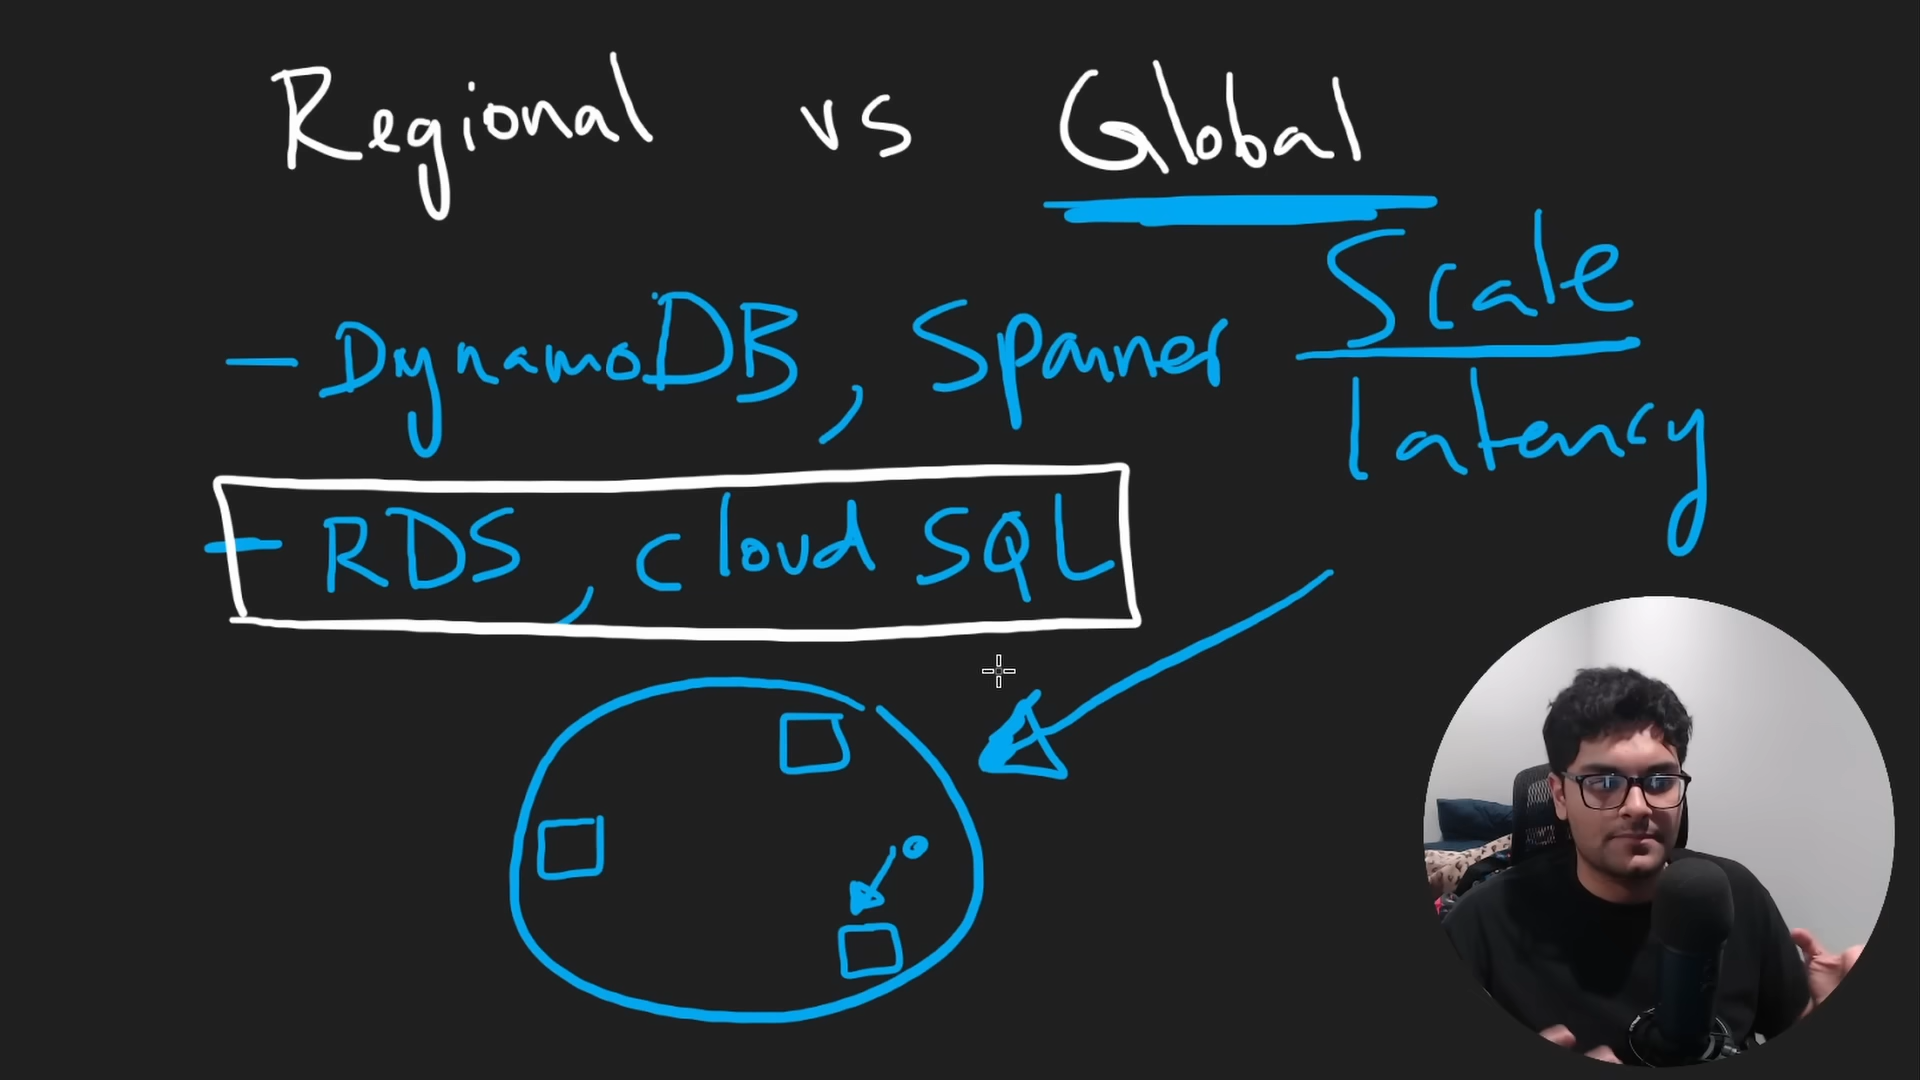 Regional vs Global
- DynamoDB, Spanner
Scale
latency
- RDS, cloud SQL